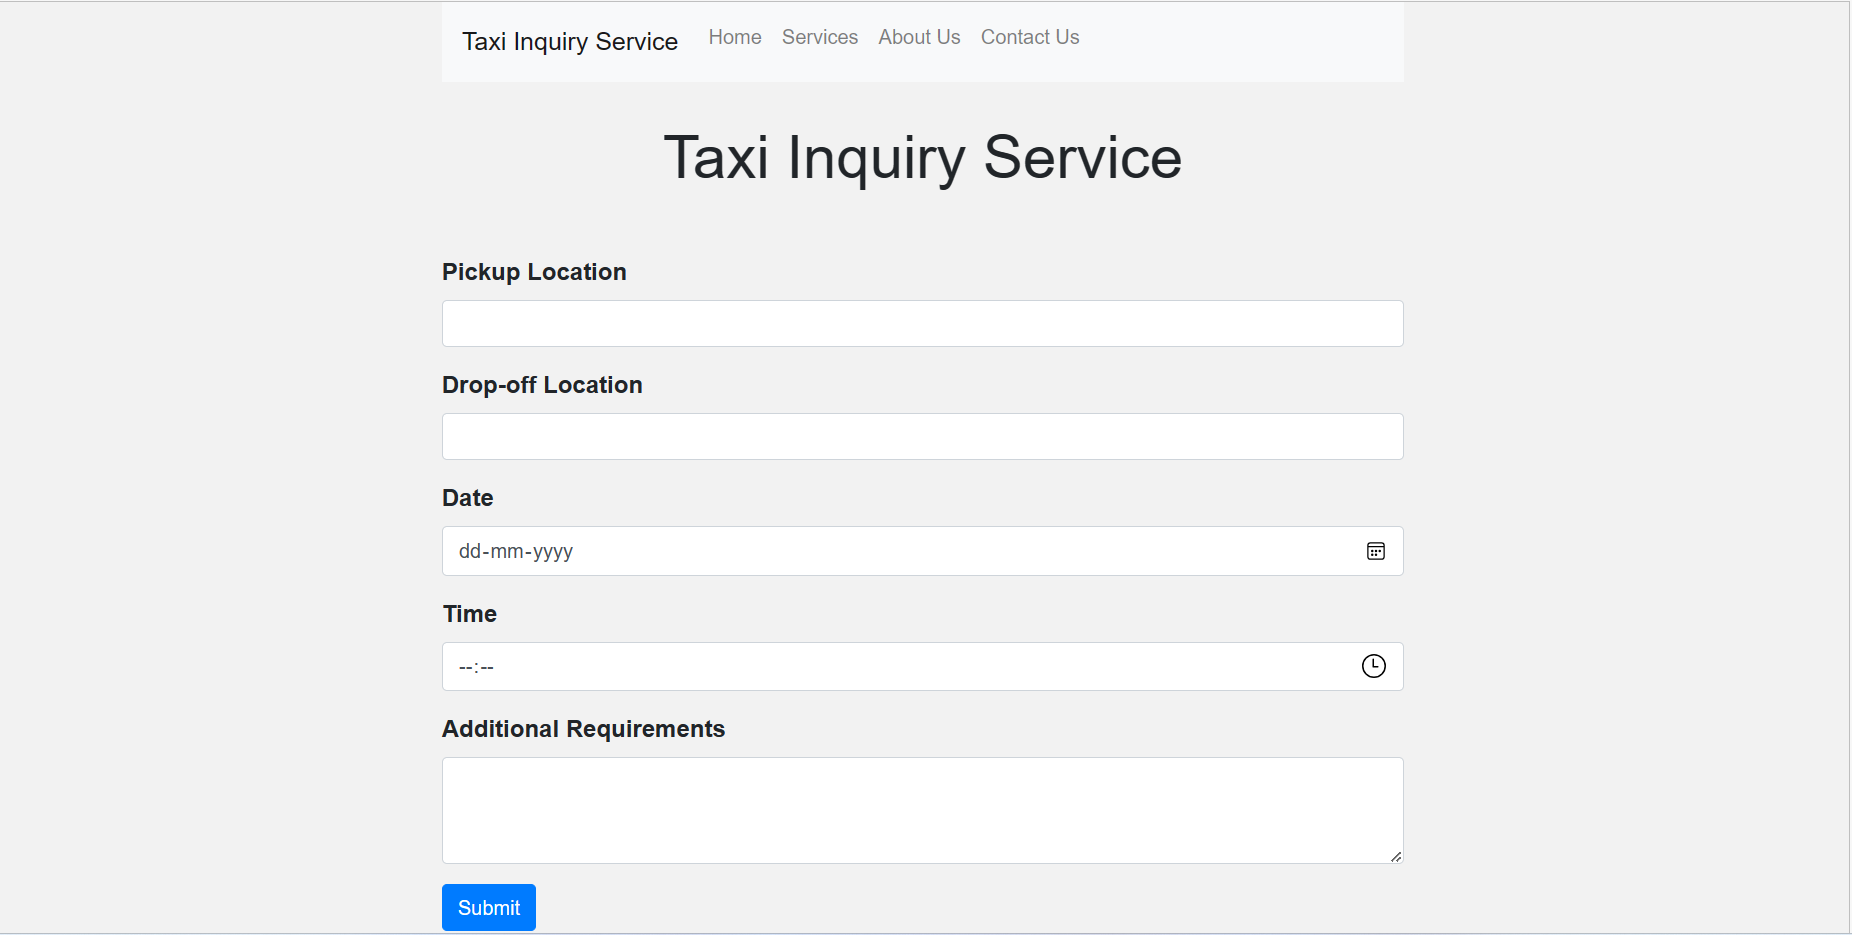 Taxi Inquiry Service Home Services About Us Contact Us
Taxi Inquiry Service
Pickup Location
Drop-off Location
Date
dd-mm-yyyy
Time
--:--
Additional Requirements
Submit